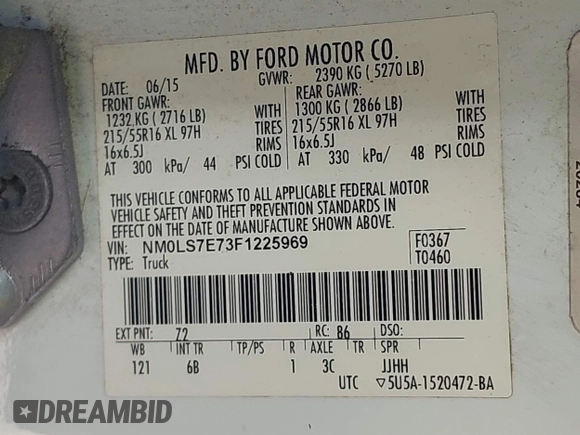 MFD. BY FORD MOTOR CO.
DATE: 06/15 GVWR: 2390 KG ( 5270 LB)
FRONT GAWR: REAR GAWR:
1232 KG ( 2716 LB) WITH 1300 KG ( 2866 LB) WITH
215/55R16 XL 97H TIRES 215/55R16 XL 97H TIRES
16x6.5J RIMS 16x6.5J RIMS
AT 300 kPa/ 44 PSI COLD AT 330 kPa/ 48 PSI COLD
THIS VEHICLE CONFORMS TO ALL APPLICABLE FEDERAL MOTOR
VEHICLE SAFETY AND THEFT PREVENTION STANDARDS IN
EFFECT ON THE DATE OF MANUFACTURE SHOWN ABOVE.
VIN: NM0LS7E73F1225969 F0367
TYPE: Truck T0460
EXT PNT: Z2 RC: 86 DSO:
WB INT TR TP/PS R AXLE TR SPR
121 6B 1 3C JJHH
UTC ▽5U5A-1520472-BA
DREAMBID